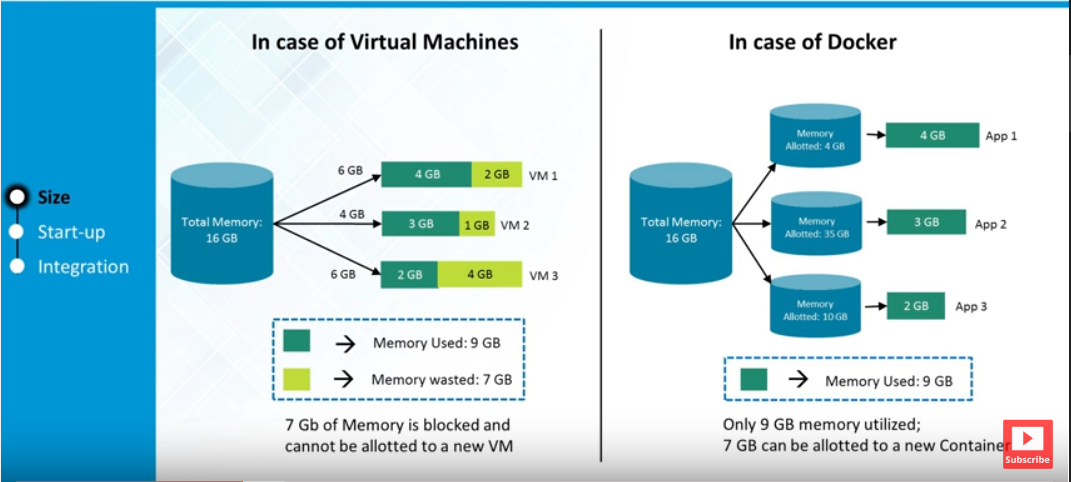 In case of Virtual Machines
In case of Docker
Size
Start-up
Integration
Total Memory:
16 GB
6 GB
4 GB
6 GB
4 GB
2 GB
VM 1
3 GB
1 GB
VM 2
2 GB
4 GB
VM 3
Memory Used: 9 GB
Memory wasted: 7 GB
7 Gb of Memory is blocked and
cannot be allotted to a new VM
Total Memory:
16 GB
Memory
Allotted: 4 GB
4 GB
App 1
Memory
Allotted: 35 GB
3 GB
App 2
Memory
Allotted: 10 GB
2 GB
App 3
Memory Used: 9 GB
Only 9 GB memory utilized;
7 GB can be allotted to a new Container
Subscribe